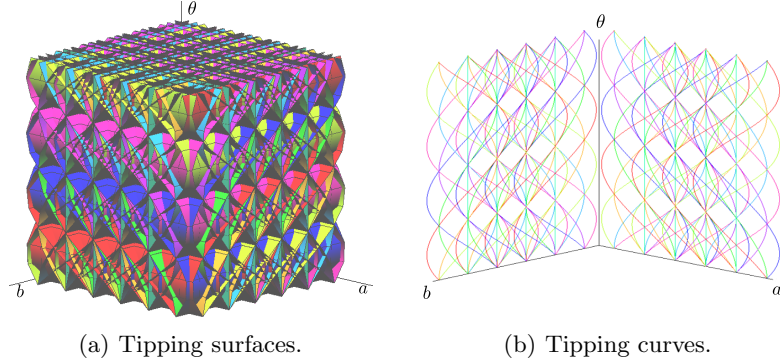 θ
θ
b
a
b
a
(a) Tipping surfaces.
(b) Tipping curves.